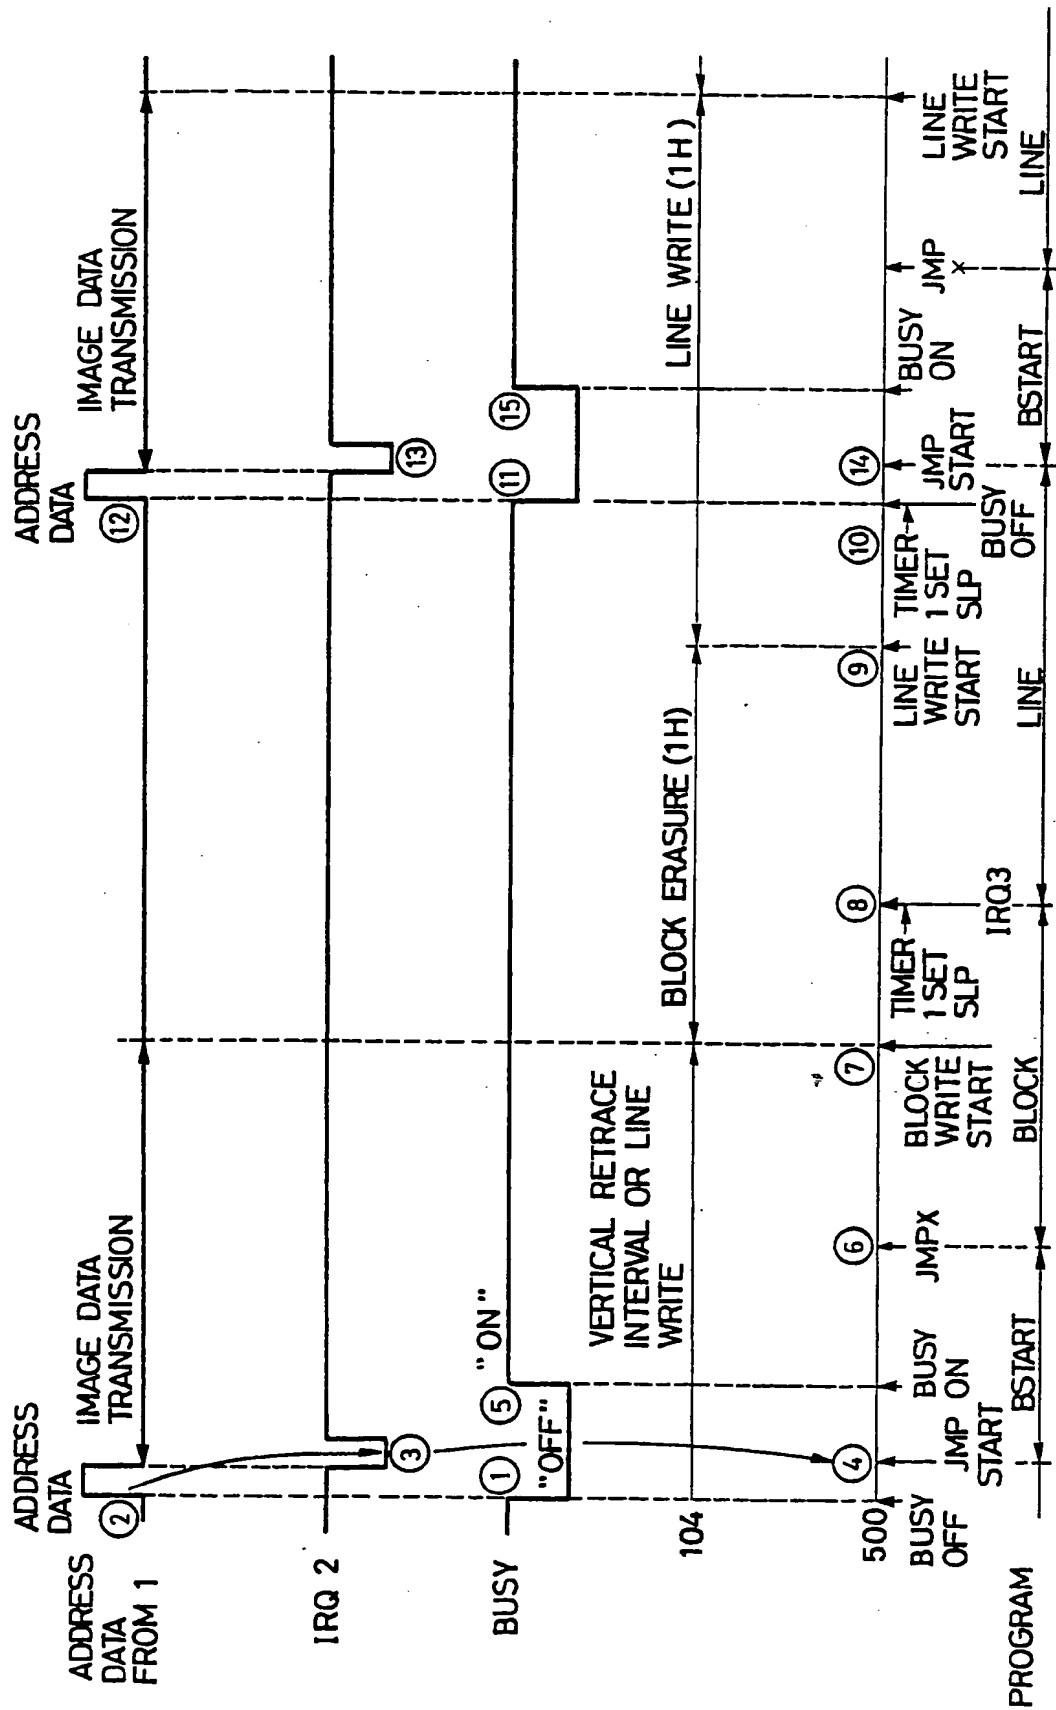 ADDRESS
DATA
FROM 1
ADDRESS
DATA
②
IMAGE DATA
TRANSMISSION
ADDRESS
DATA
⑫
IMAGE DATA
TRANSMISSION
IRQ 2
③
⑬
BUSY
①
"OFF"
⑤
"ON"
⑪
⑮
104
VERTICAL RETRACE
INTERVAL OR LINE
WRITE
BLOCK ERASURE (1H)
LINE WRITE (1H)
500
④
⑥
⑦
⑧
⑨
⑩
⑭
BUSY
OFF
JMP
START
BUSY
ON
JMPX
BLOCK
WRITE
START
TIMER
1 SET
SLP
IRQ3
LINE
WRITE
START
TIMER
1 SET
SLP
BUSY
OFF
JMP
START
BUSY
ON
JMP
X
LINE
WRITE
START
PROGRAM
BSTART
BLOCK
LINE
BSTART
LINE